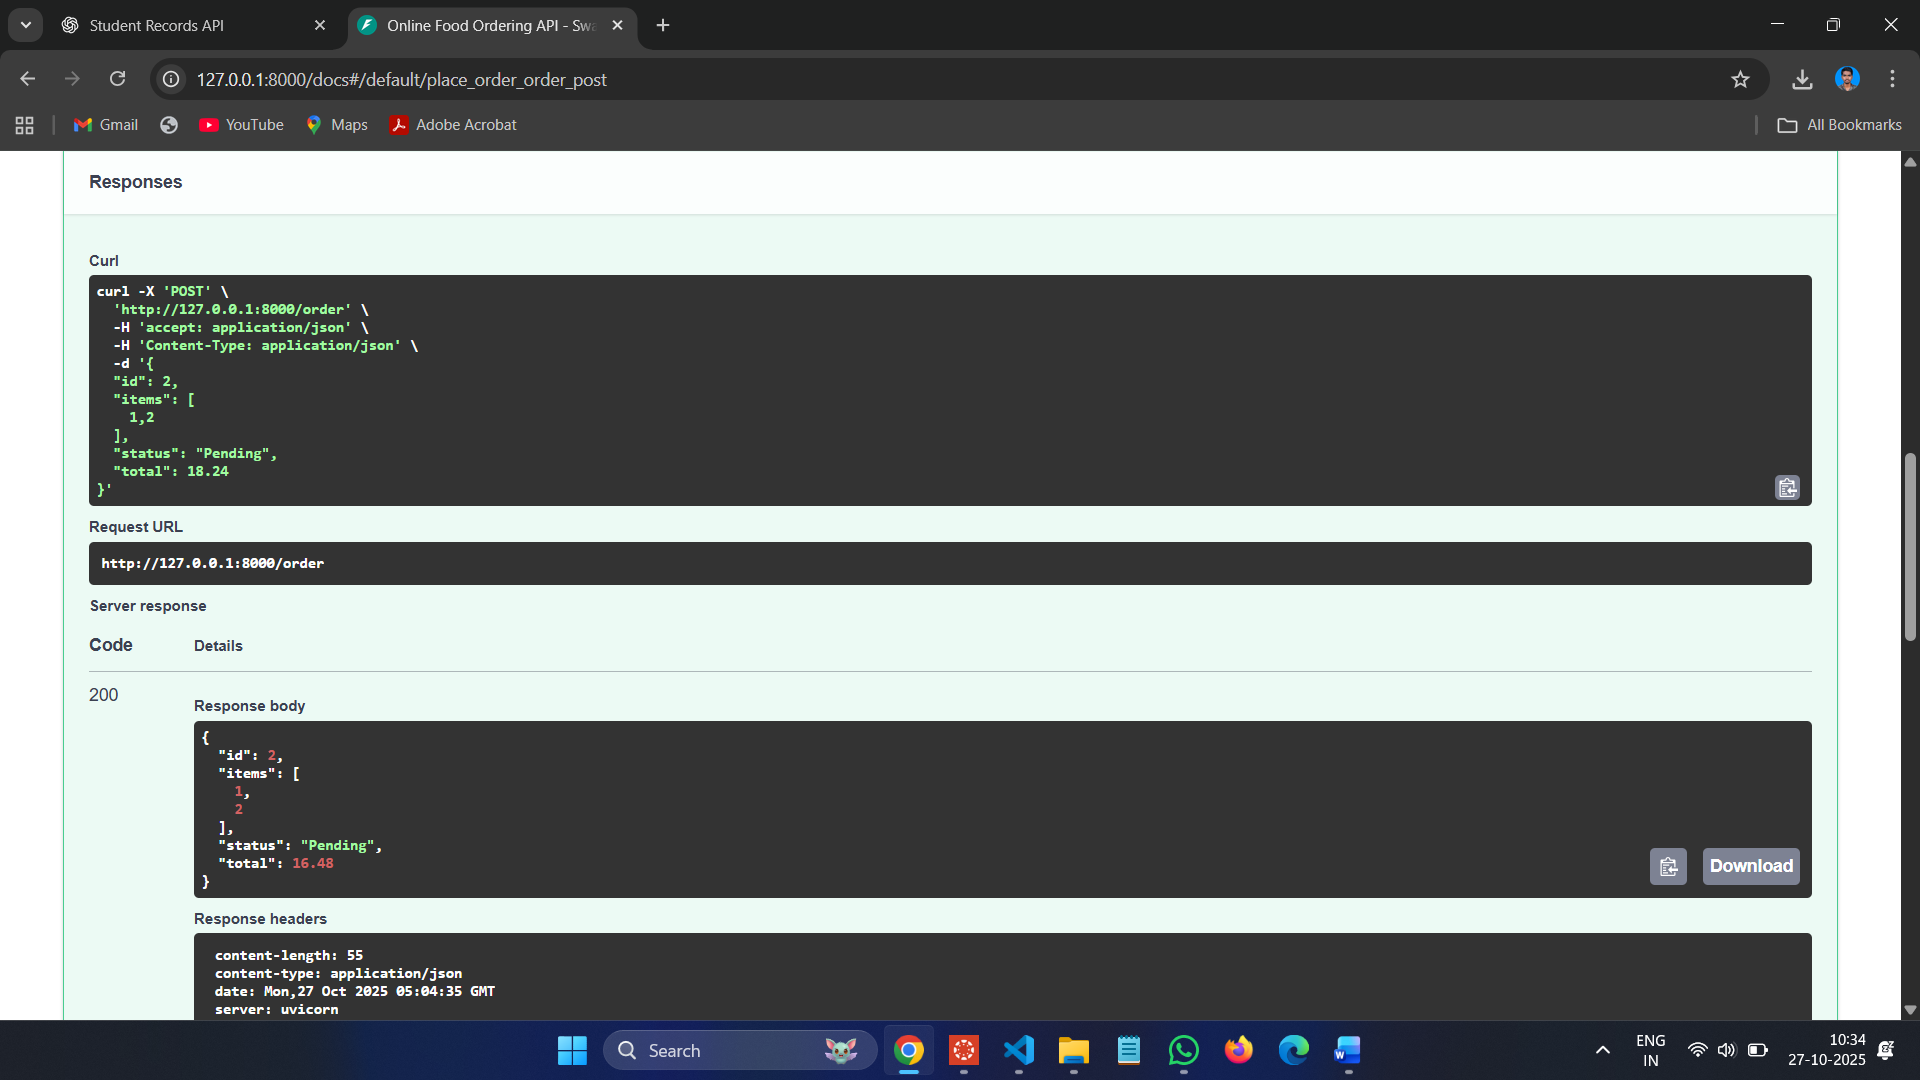 Student Records API
Online Food Ordering API - Swa
127.0.0.1:8000/docs#/default/place_order_order_post
Gmail
YouTube
Maps
Adobe Acrobat
All Bookmarks
Responses
Curl
curl -X 'POST' \
'http://127.0.0.1:8000/order' \
-H 'accept: application/json' \
-H 'Content-Type: application/json' \
-d '{
"id": 2,
"items": [
1,2
],
"status": "Pending",
"total": 18.24
}'
Request URL
http://127.0.0.1:8000/order
Server response
Code Details
200
Response body
{
"id": 2,
"items": [
1,
2
],
"status": "Pending",
"total": 16.48
}
Download
Response headers
content-length: 55
content-type: application/json
date: Mon,27 Oct 2025 05:04:35 GMT
server: uvicorn
Search
ENG
IN
10:34
27-10-2025